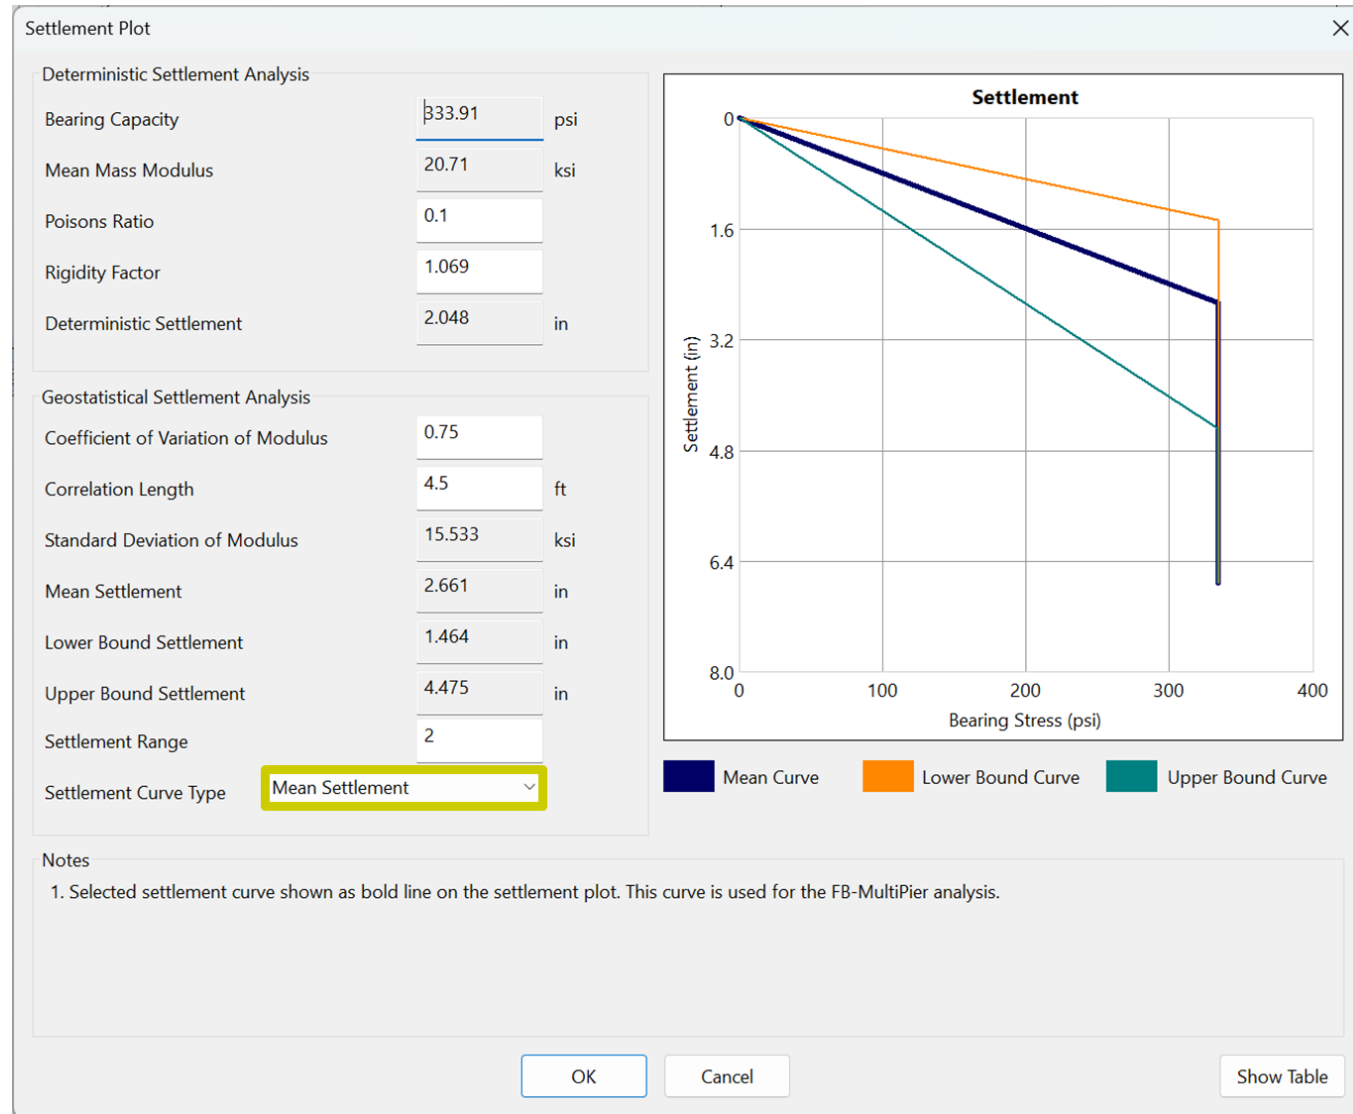 Settlement Plot
Deterministic Settlement Analysis
Bearing Capacity 333.91 psi
Mean Mass Modulus 20.71 ksi
Poisons Ratio 0.1
Rigidity Factor 1.069
Deterministic Settlement 2.048 in
Geostatistical Settlement Analysis
Coefficient of Variation of Modulus 0.75
Correlation Length 4.5 ft
Standard Deviation of Modulus 15.533 ksi
Mean Settlement 2.661 in
Lower Bound Settlement 1.464 in
Upper Bound Settlement 4.475 in
Settlement Range 2
Settlement Curve Type Mean Settlement
Settlement
0
1.6
3.2
4.8
6.4
8.0
Settlement (in)
0 100 200 300 400
Bearing Stress (psi)
Mean Curve Lower Bound Curve Upper Bound Curve
Notes
1. Selected settlement curve shown as bold line on the settlement plot. This curve is used for the FB-MultiPier analysis.
OK Cancel Show Table